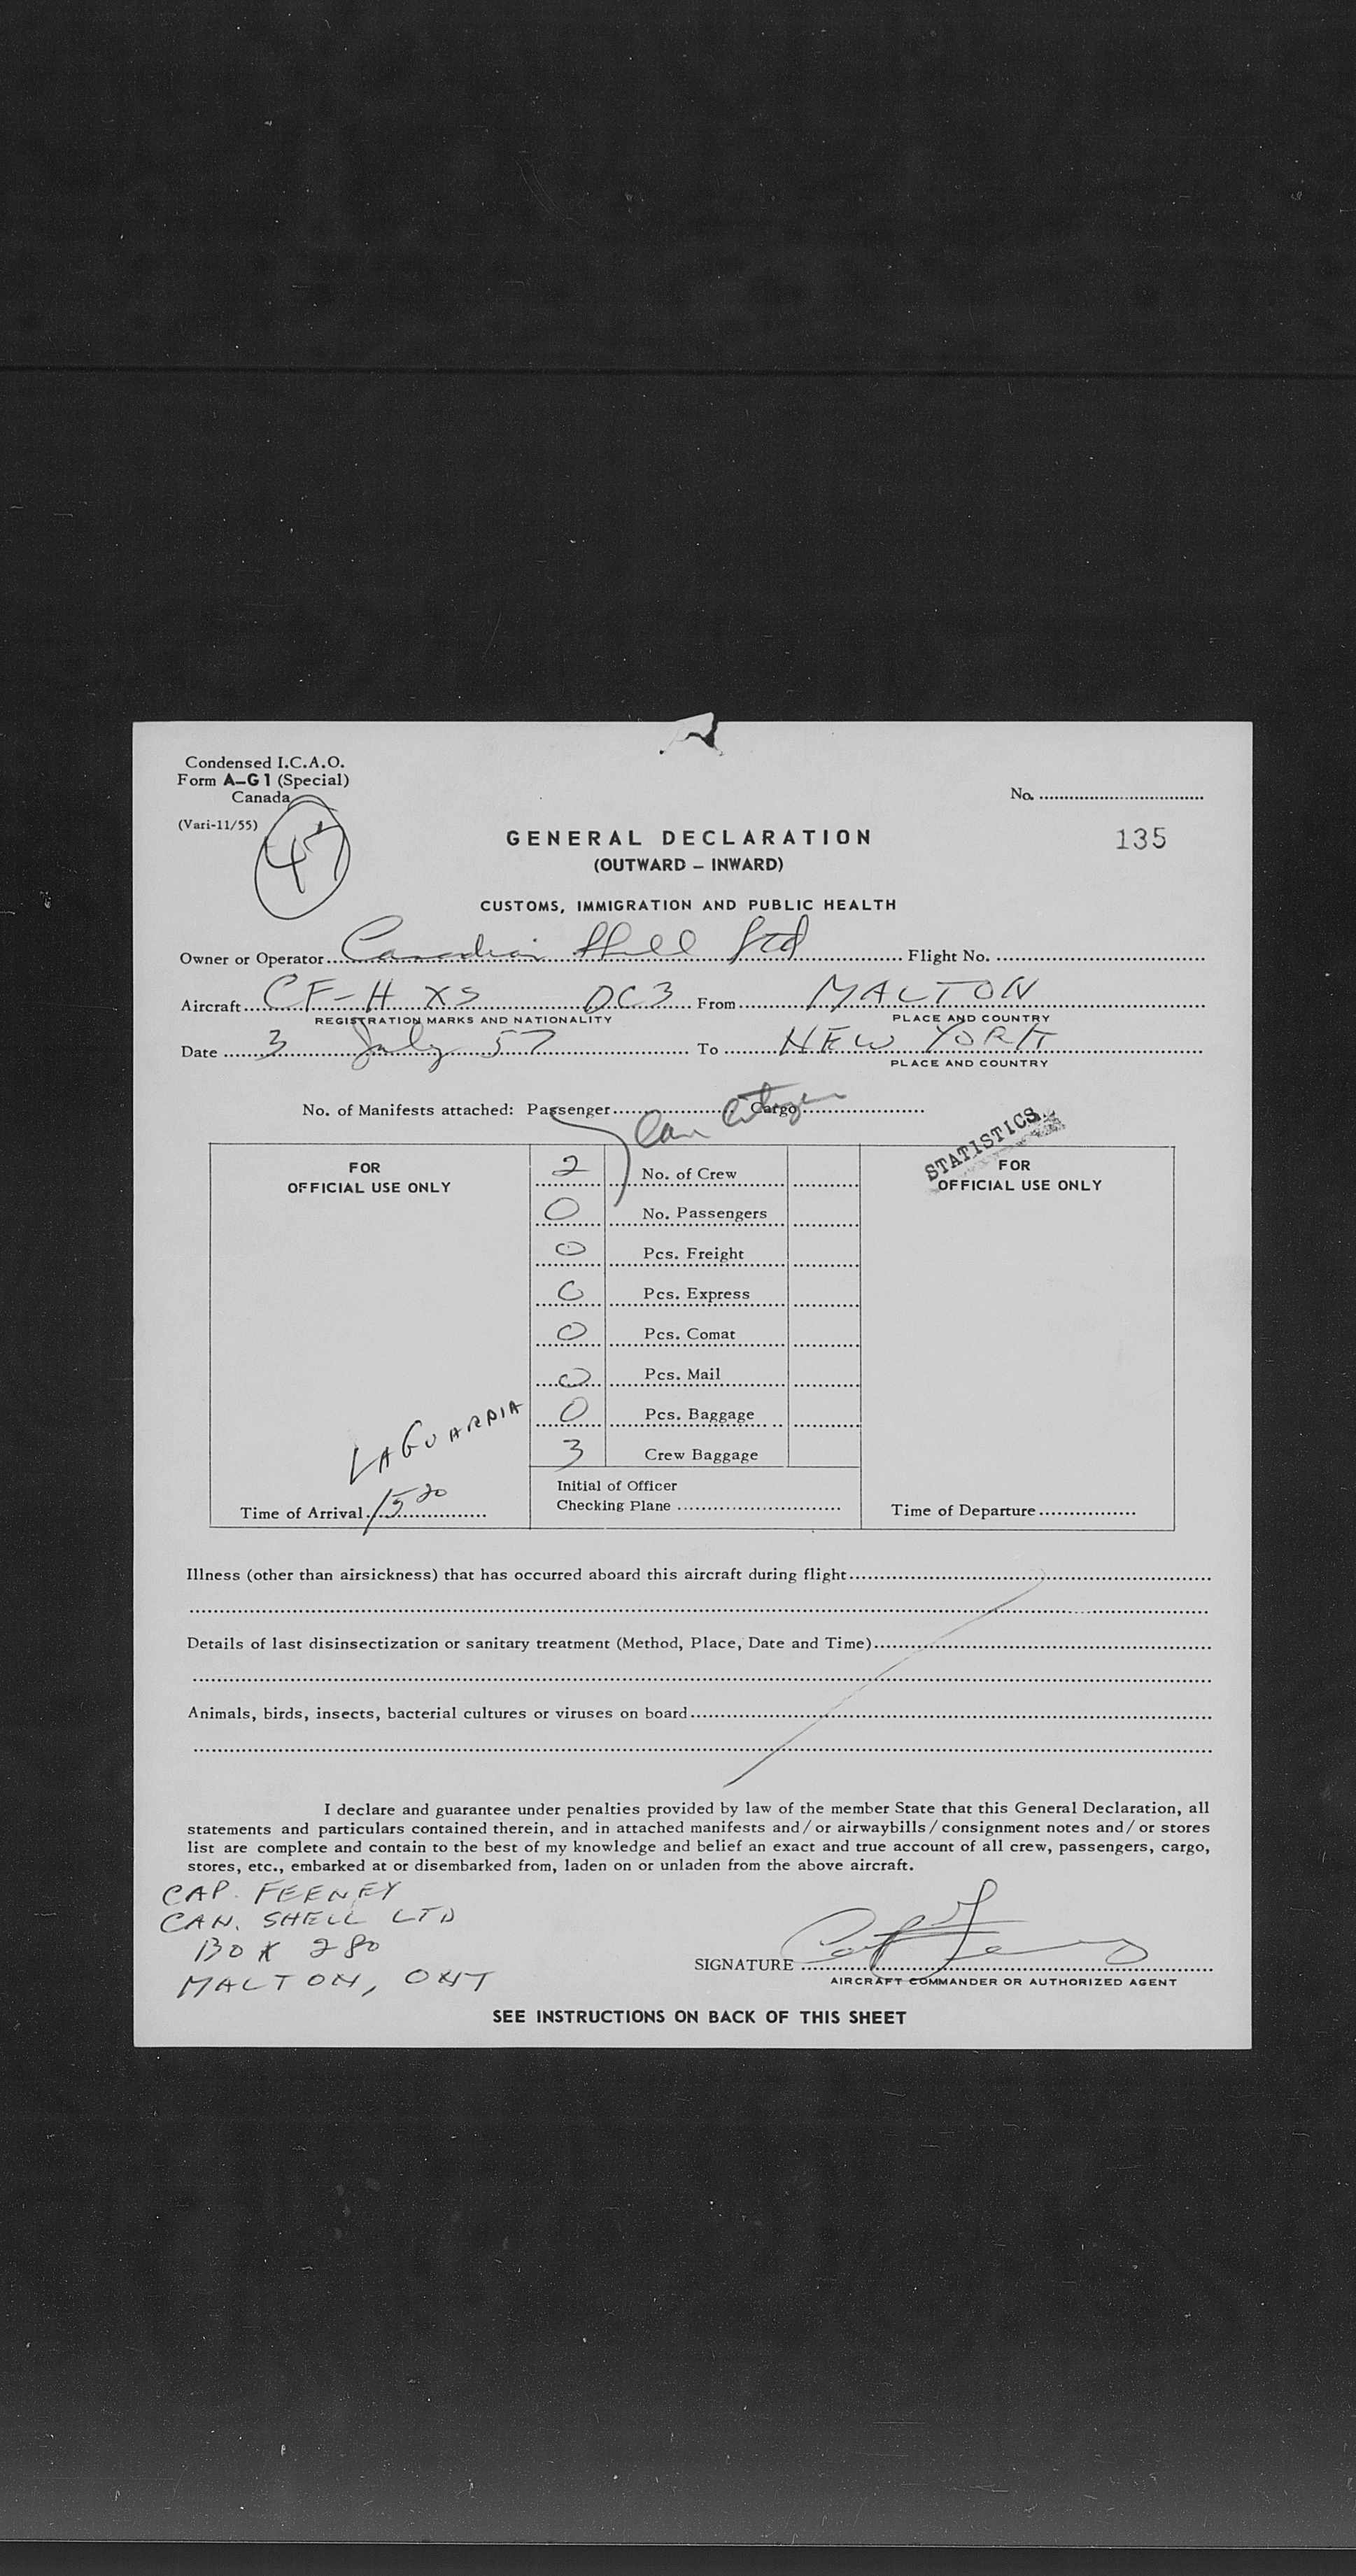 Condensed I.C.A.O.
Form A-G1 (Special)
Canada
(Vari-11/55)
47
No. ..............................
135
GENERAL DECLARATION
(OUTWARD - INWARD)
CUSTOMS, IMMIGRATION AND PUBLIC HEALTH
Owner or Operator Canadian Shell Ltd Flight No. ..............................
Aircraft CF-HXS DC3 From MALTON
REGISTRATION MARKS AND NATIONALITY PLACE AND COUNTRY
Date 3 July 57 To NEW YORK
PLACE AND COUNTRY
No. of Manifests attached: Passenger.................... Cargo....................
Can Citizen
STATISTICS
FOR
OFFICIAL USE ONLY
2 No. of Crew
0 No. Passengers
0 Pcs. Freight
0 Pcs. Express
0 Pcs. Comat
0 Pcs. Mail
0 Pcs. Baggage
3 Crew Baggage
FOR
OFFICIAL USE ONLY
LAGUARDIA
Time of Arrival 15 20
Initial of Officer
Checking Plane ..............................
Time of Departure................
Illness (other than airsickness) that has occurred aboard this aircraft during flight
Details of last disinsectization or sanitary treatment (Method, Place, Date and Time)
Animals, birds, insects, bacterial cultures or viruses on board
I declare and guarantee under penalties provided by law of the member State that this General Declaration, all
statements and particulars contained therein, and in attached manifests and/or airwaybills/consignment notes and/or stores
list are complete and contain to the best of my knowledge and belief an exact and true account of all crew, passengers, cargo,
stores, etc., embarked at or disembarked from, laden on or unladen from the above aircraft.
CAP. FEENEY
CAN. SHELL LTD
BOX 280
MALTON, ONT
SIGNATURE
AIRCRAFT COMMANDER OR AUTHORIZED AGENT
SEE INSTRUCTIONS ON BACK OF THIS SHEET